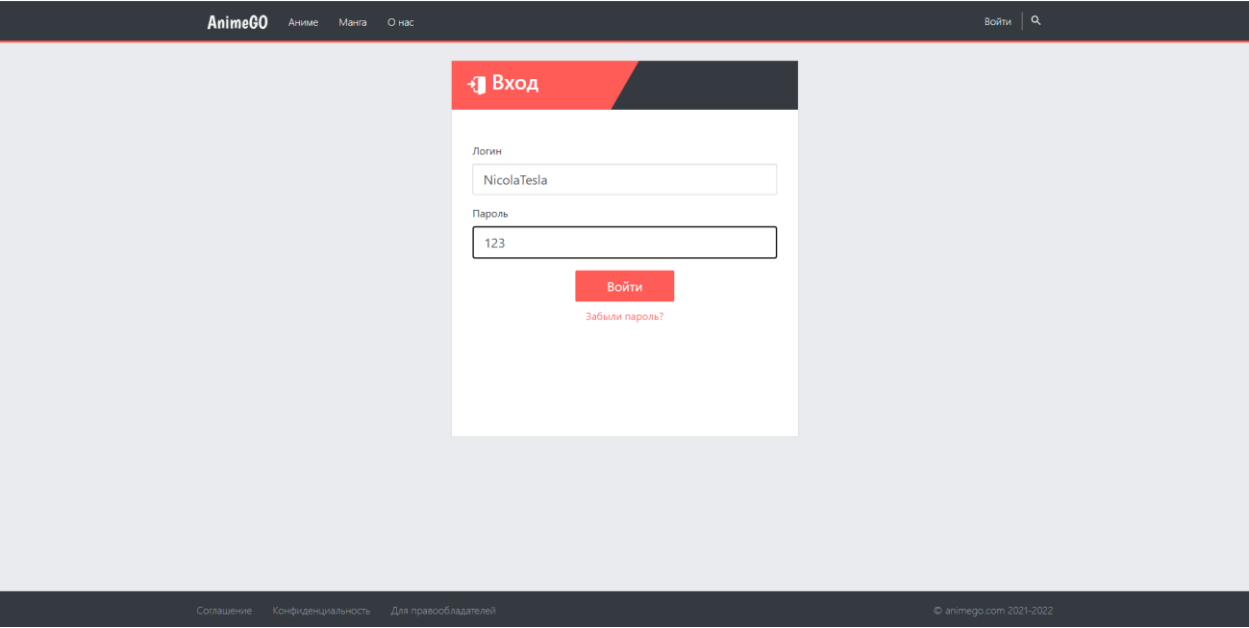 AnimeGO Аниме Манга О нас Войти
Вход
Логин
NicolaTesla
Пароль
123
Войти
Забыли пароль?
Соглашение Конфиденциальность Для правообладателей © animego.com 2021-2022